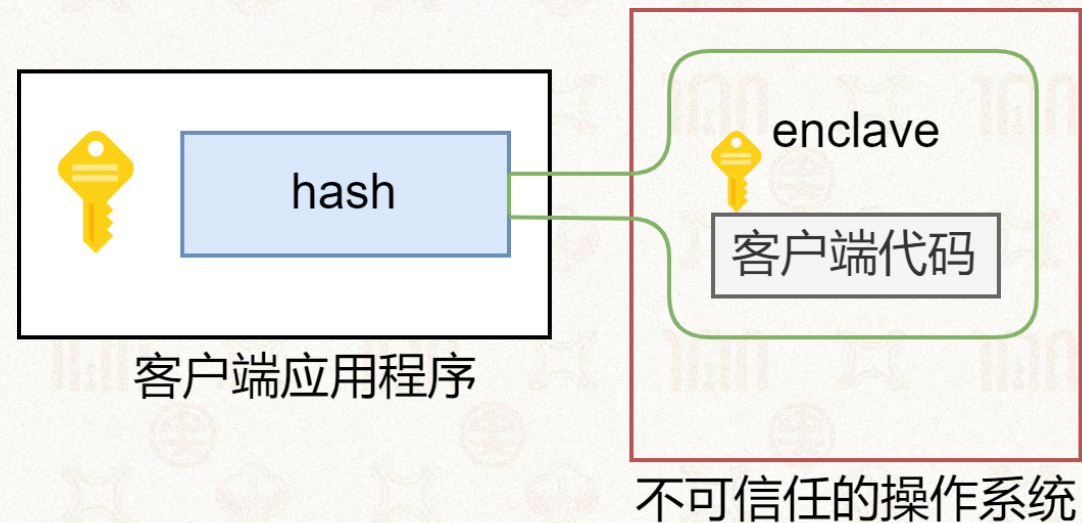 enclave
hash
客户端代码
客户端应用程序
不可信任的操作系统